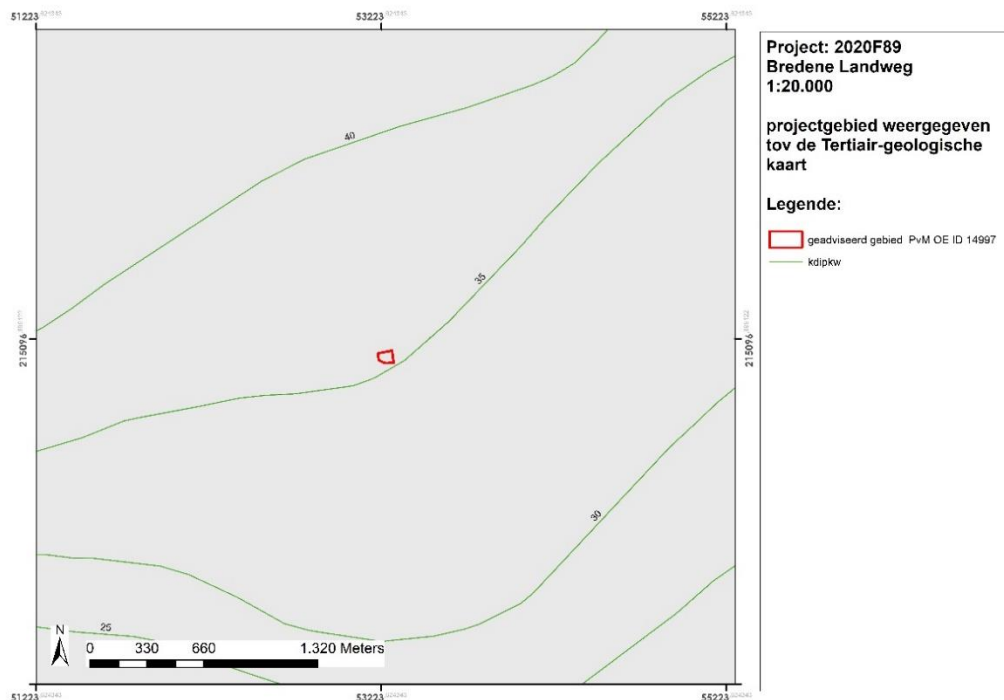 51223
53223
55223
Project: 2020F89
Bredene Landweg
1:20.000
projectgebied weergegeven
tov de Tertiair-geologische
kaart
Legende:
geadviseerd gebied PvM OE ID 14997
kdipkw
40
35
215096
215096
30
25
N
0 330 660 1.320 Meters
51223
53223
55223